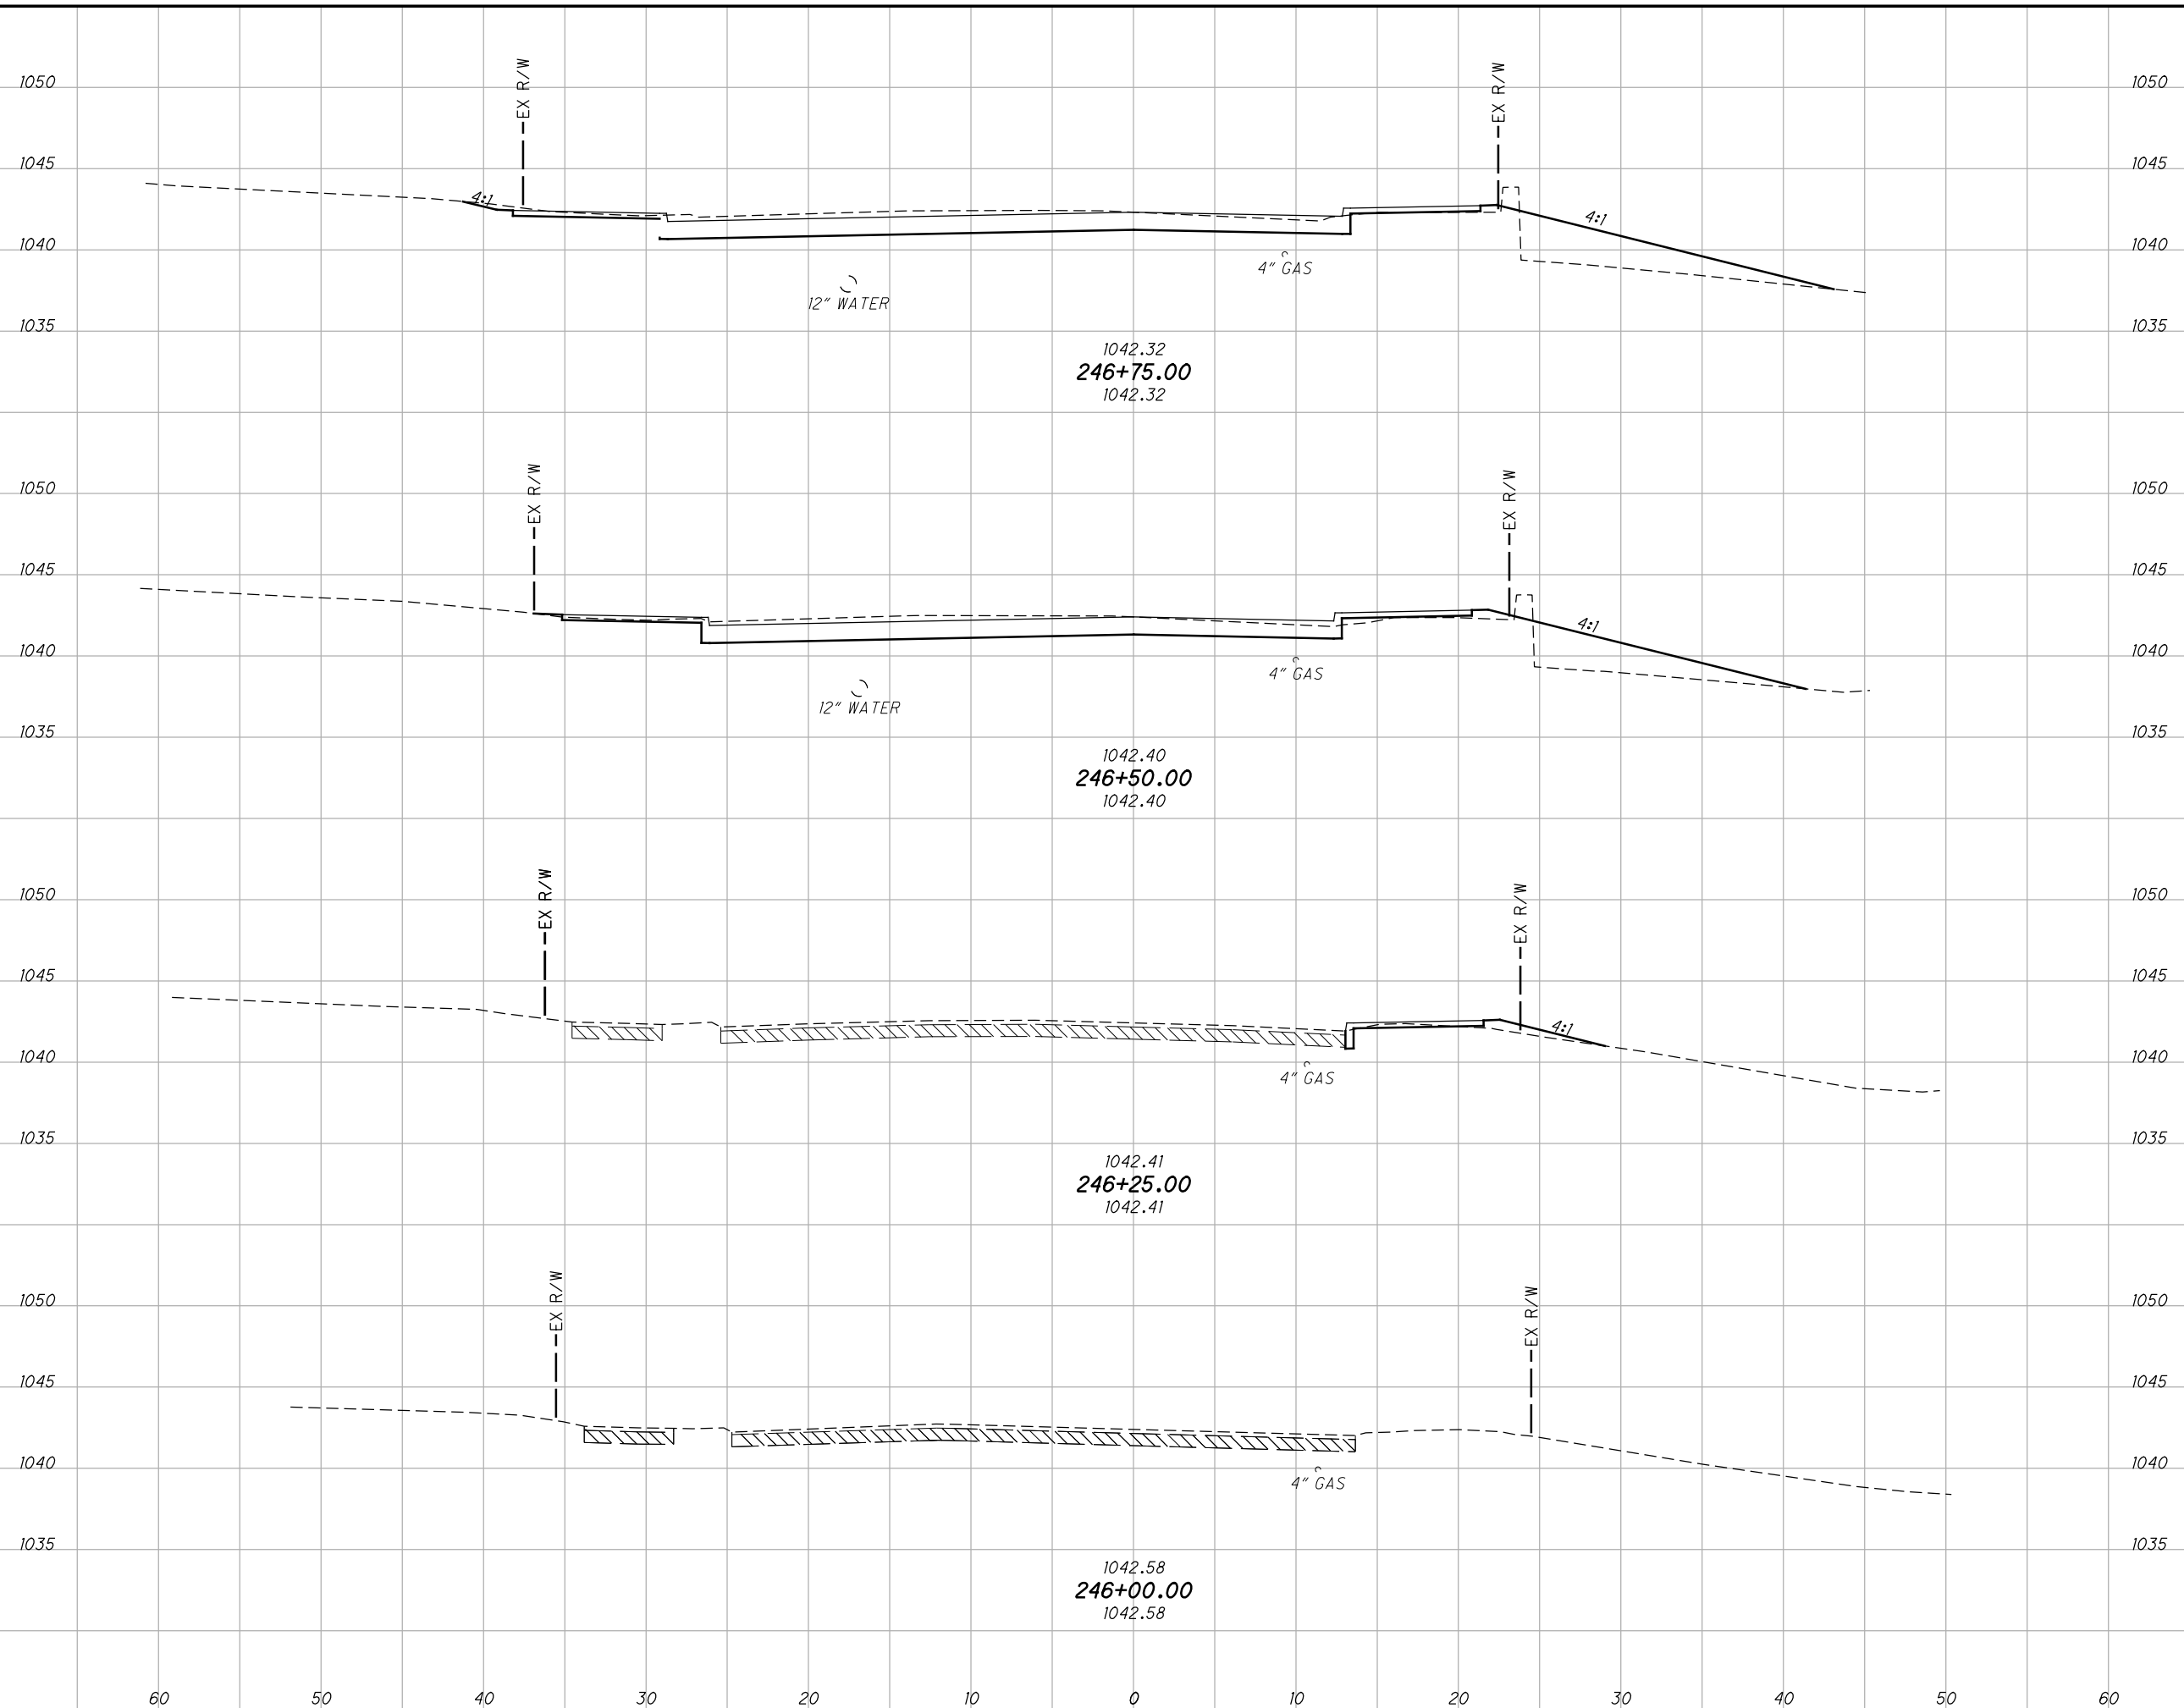 EX R/W
EX R/W
1050 1050
1045 1045
4:1 4:1
1040 1040
4" GAS
12" WATER
1035 1035
1042.32
246+75.00
1042.32
EX R/W
EX R/W
1050 1050
1045 1045
4:1
1040 1040
4" GAS
12" WATER
1035 1035
1042.40
246+50.00
1042.40
EX R/W
EX R/W
1050 1050
1045 1045
4:1
1040 1040
4" GAS
1035 1035
1042.41
246+25.00
1042.41
EX R/W
EX R/W
1050 1050
1045 1045
1040 1040
4" GAS
1035 1035
1042.58
246+00.00
1042.58
60 50 40 30 20 10 0 10 20 30 40 50 60